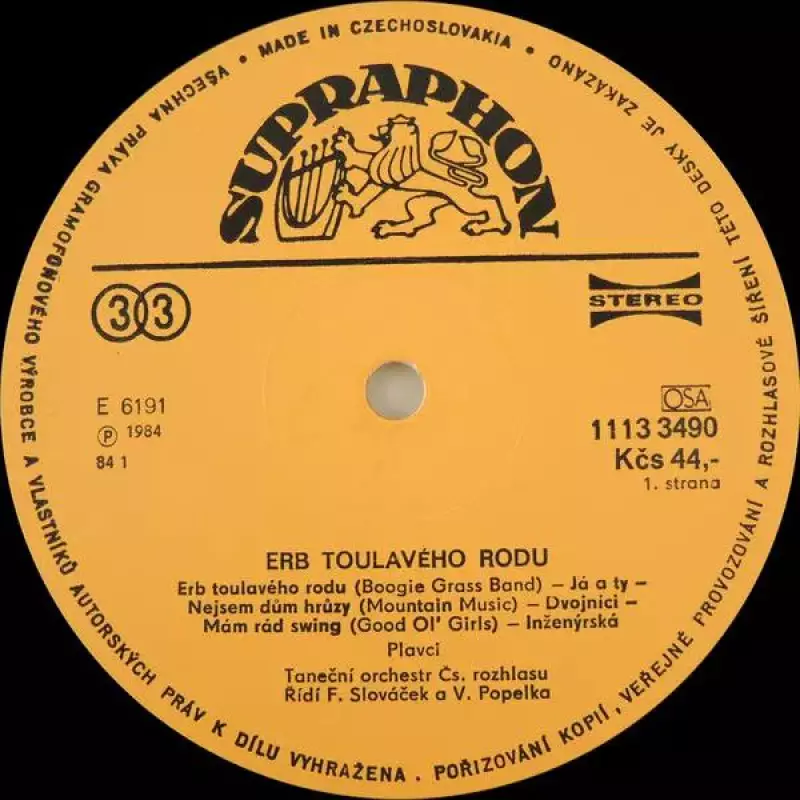 • MADE IN CZECHOSLOVAKIA •
VŠECHNA PRÁVA GRAMOFONOVÉHO VÝROBCE A VLASTNÍKŮ AUTORSKÝCH PRÁV K DÍLU VYHRAŽENA . POŘIZOVÁNÍ KOPIÍ, VEŘEJNÉ PROVOZOVÁNÍ A ROZHLASOVÉ ŠÍŘENÍ TÉTO DESKY JE ZAKÁZÁNO
SUPRAPHON
33
STEREO
E 6191
Ⓟ 1984
84 1
OSA
1113 3490
Kčs 44,-
1. strana
ERB TOULAVÉHO RODU
Erb toulavého rodu (Boogie Grass Band) – Já a ty –
Nejsem dům hrůzy (Mountain Music) – Dvojníci –
Mám rád swing (Good Ol' Girls) – Inženýrská
Plavci
Taneční orchestr Čs. rozhlasu
Řídí F. Slováček a V. Popelka